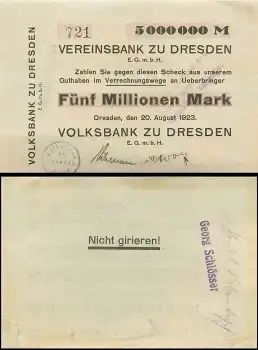 721 5000000 M
VEREINSBANK ZU DRESDEN
E. G. m. b. H.
Zahlen Sie gegen diesen Scheck aus unserem
Guthaben im Verrechnungswege an Ueberbringer
Fünf Millionen Mark
Dresden, den 20. August 1923.
VOLKSBANK ZU DRESDEN
E. G. m. b. H.
VOLKSBANK ZU DRESDEN
E. G. m. b. H.
Nicht girieren!
Georg Schlösser